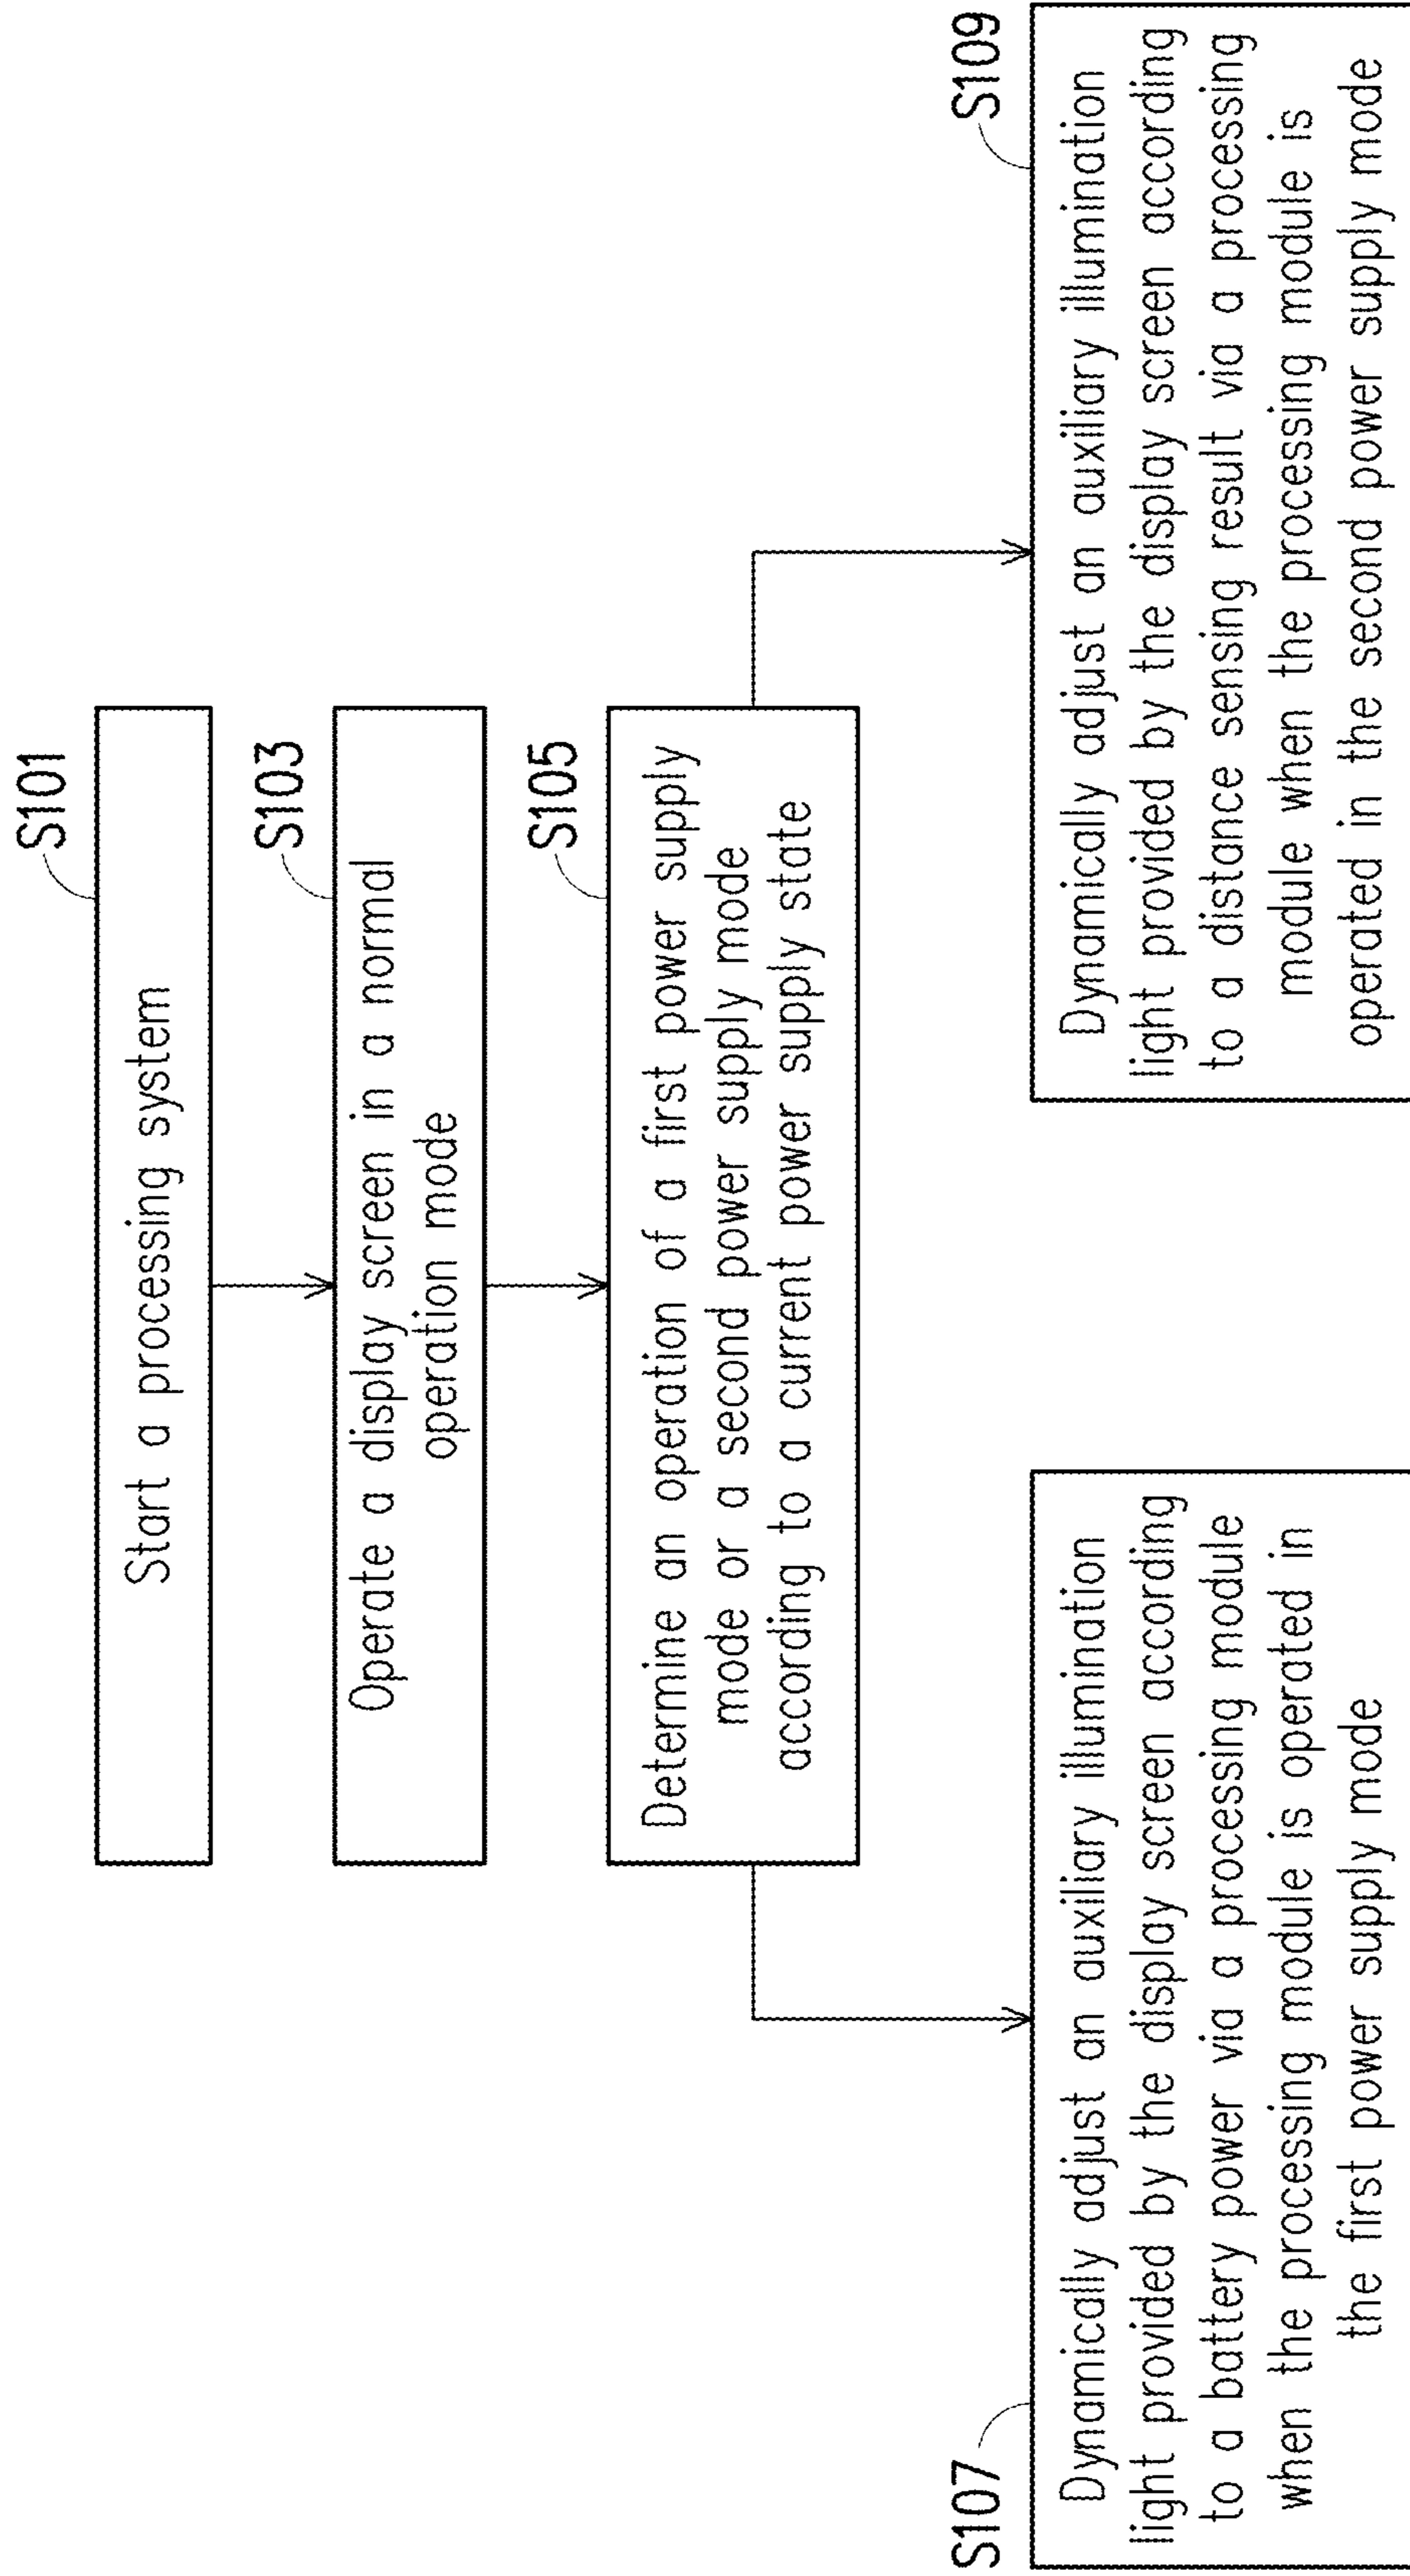 S101
Start a processing system
S103
Operate a display screen in a normal
operation mode
S105
Determine an operation of a first power supply
mode or a second power supply mode
according to a current power supply state
S107
Dynamically adjust an auxiliary illumination
light provided by the display screen according
to a battery power via a processing module
when the processing module is operated in
the first power supply mode
S109
Dynamically adjust an auxiliary illumination
light provided by the display screen according
to a distance sensing result via a processing
module when the processing module is
operated in the second power supply mode